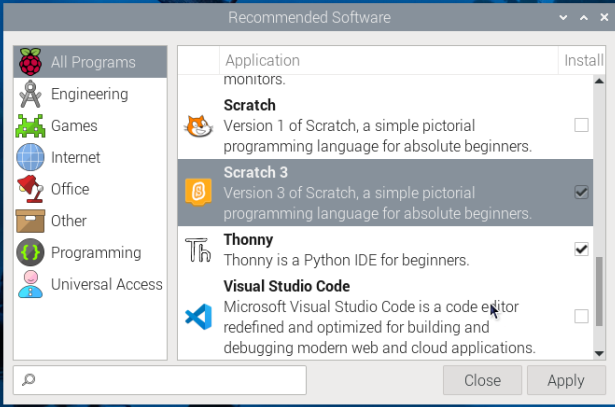 Recommended Software
All Programs
Engineering
Games
Internet
Office
Other
Programming
Universal Access
Application
Install
monitors.
Scratch
Version 1 of Scratch, a simple pictorial
programming language for absolute beginners.
Scratch 3
Version 3 of Scratch, a simple pictorial
programming language for absolute beginners.
Th
Thonny
Thonny is a Python IDE for beginners.
Visual Studio Code
Microsoft Visual Studio Code is a code editor
redefined and optimized for building and
debugging modern web and cloud applications.
Close
Apply